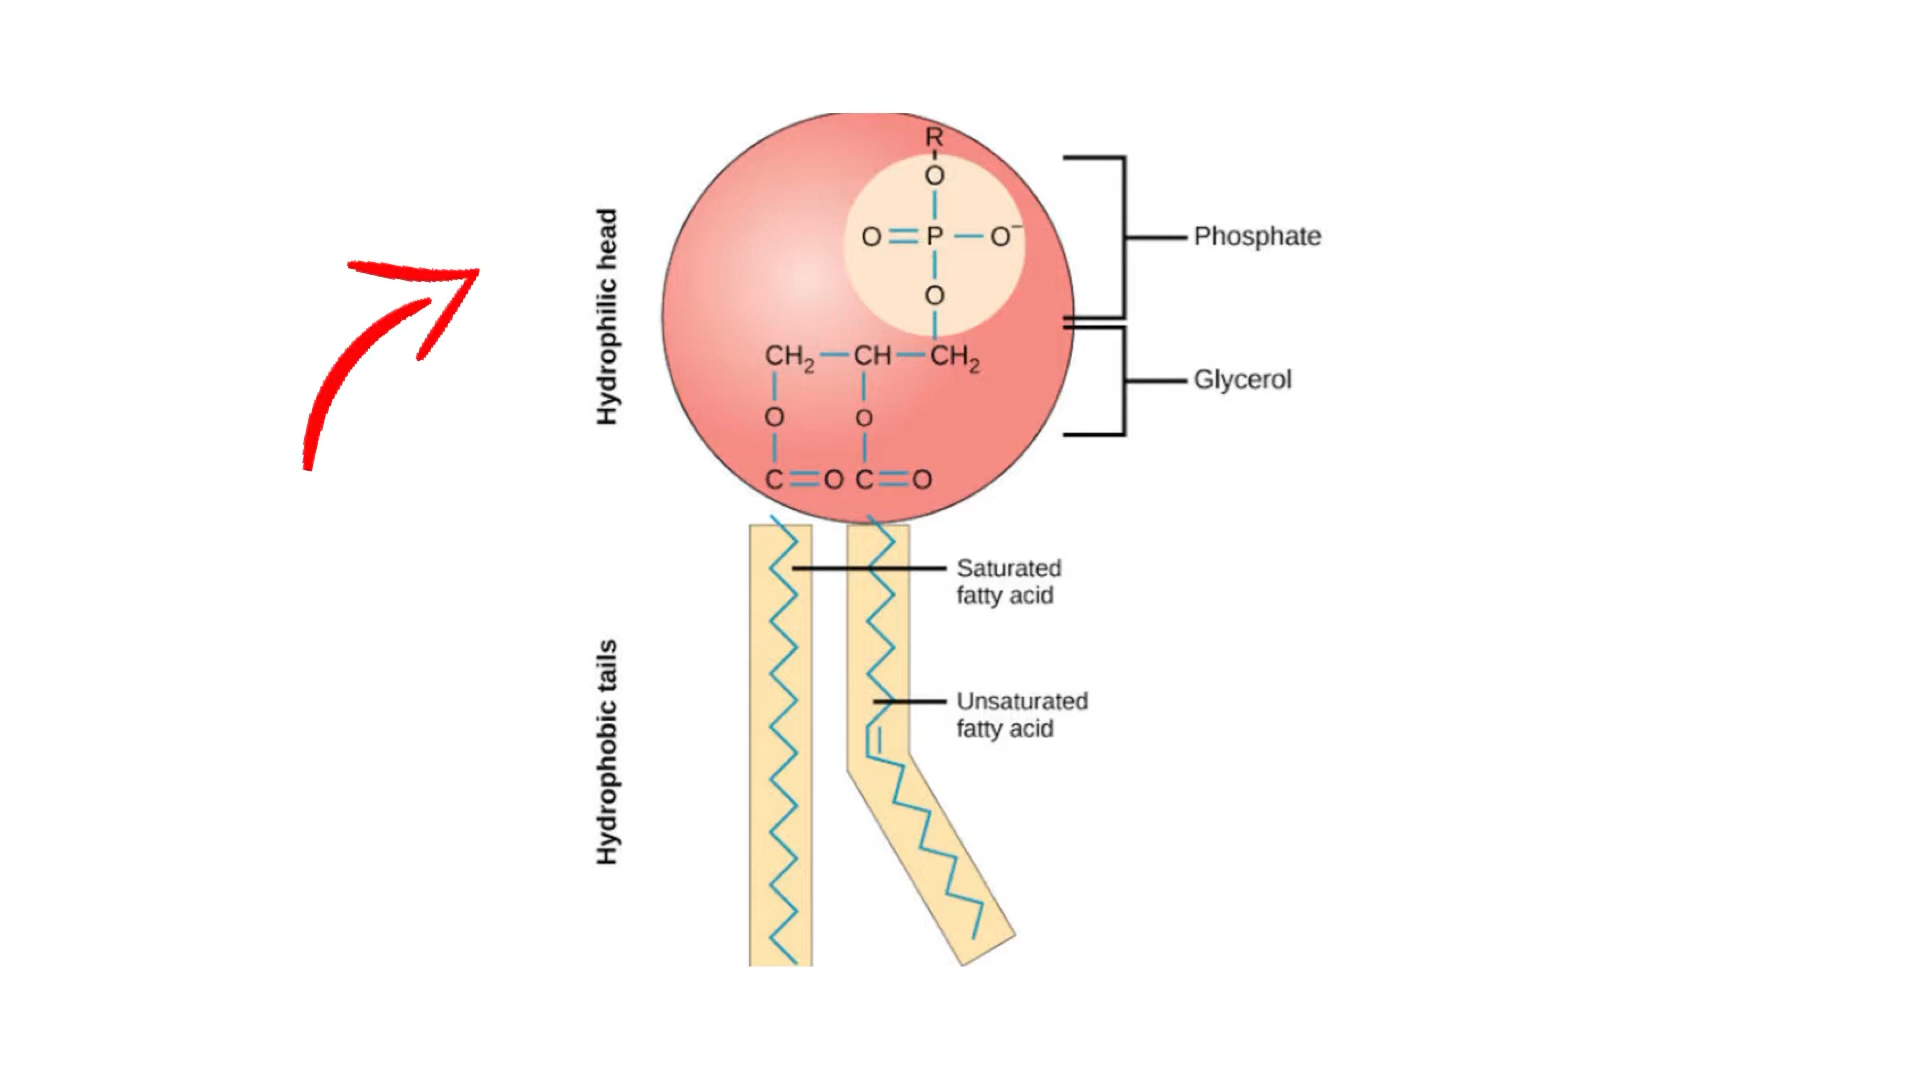 Hydrophilic head
R
O
O=P—O⁻
O
CH₂—CH—CH₂
O O
C=O C=O
Phosphate
Glycerol
Hydrophobic tails
Saturated
fatty acid
Unsaturated
fatty acid